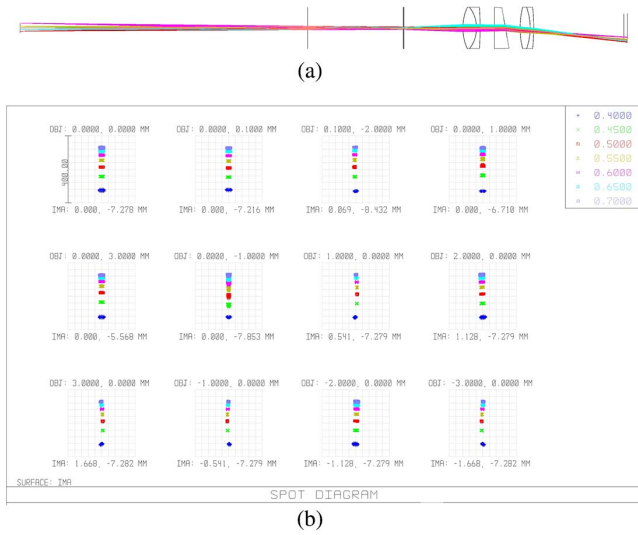 (a)
OBJ: 0.0000, 0.0000 MM
OBJ: 0.0000, 0.1000 MM
OBJ: 0.1000, -2.0000 MM
OBJ: 0.0000, 1.0000 MM
400.00
IMA: 0.000, -7.278 MM
IMA: 0.000, -7.216 MM
IMA: 0.069, -8.432 MM
IMA: 0.000, -6.710 MM
0.4000
0.4500
0.5000
0.5500
0.6000
0.6500
0.7000
OBJ: 0.0000, 3.0000 MM
OBJ: 0.0000, -1.0000 MM
OBJ: 1.0000, 0.0000 MM
OBJ: 2.0000, 0.0000 MM
IMA: 0.000, -5.568 MM
IMA: 0.000, -7.853 MM
IMA: 0.541, -7.279 MM
IMA: 1.128, -7.279 MM
OBJ: 3.0000, 0.0000 MM
OBJ: -1.0000, 0.0000 MM
OBJ: -2.0000, 0.0000 MM
OBJ: -3.0000, 0.0000 MM
IMA: 1.668, -7.282 MM
IMA: -0.541, -7.279 MM
IMA: -1.128, -7.279 MM
IMA: -1.668, -7.282 MM
SURFACE: IMA
SPOT DIAGRAM
(b)